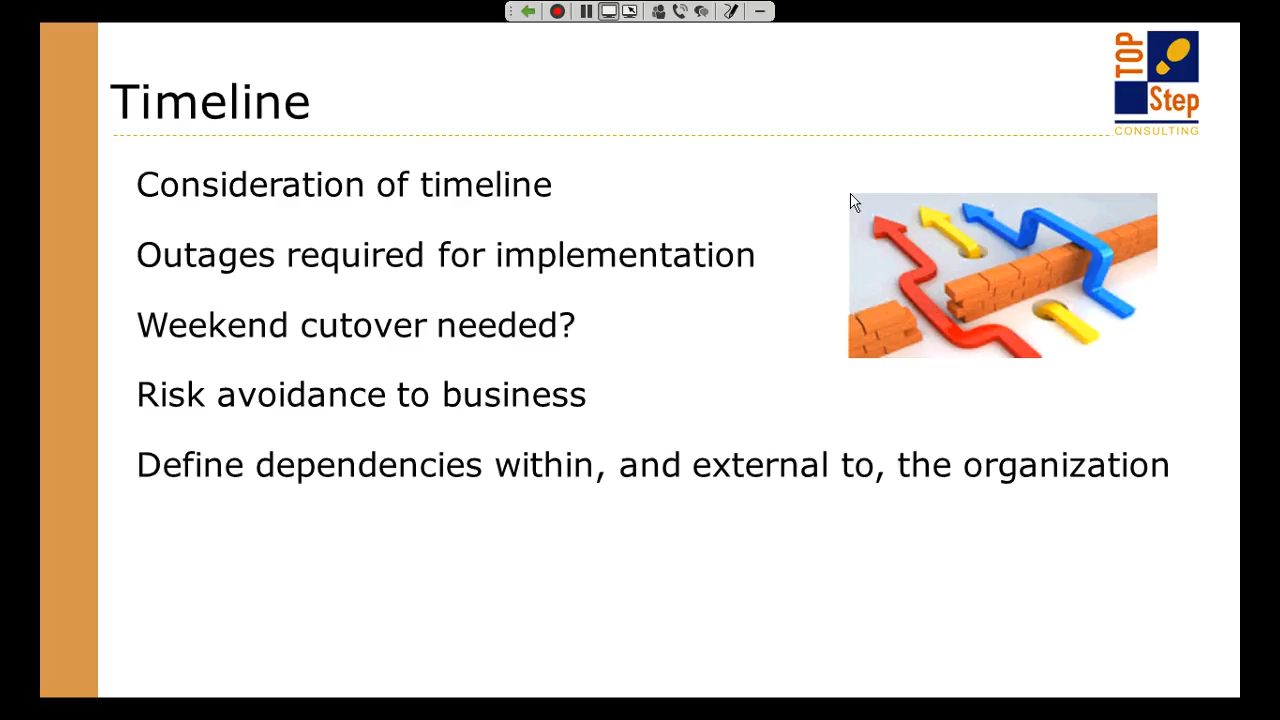 Timeline
TOP
Step
CONSULTING
Consideration of timeline
Outages required for implementation
Weekend cutover needed?
Risk avoidance to business
Define dependencies within, and external to, the organization